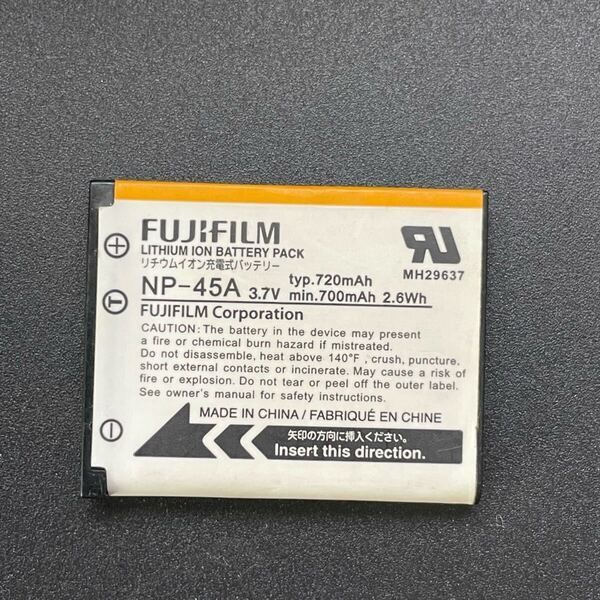 FUJIFILM
LITHIUM ION BATTERY PACK
リチウムイオン充電式バッテリー
NP-45A 3.7V typ.720mAh min.700mAh 2.6Wh
RU
MH29637
FUJIFILM Corporation
CAUTION: The battery in the device may present
a fire or chemical burn hazard if mistreated.
Do not disassemble, heat above 140°F , crush, puncture,
short external contacts or incinerate. May cause a
fire or explosion. Do not tear or peel off outer label.
See owner's manual for safety instructions.
MADE IN CHINA / FABRIQUÉ EN CHINE
矢印の方向に挿入ください。
Insert this direction.
+
-